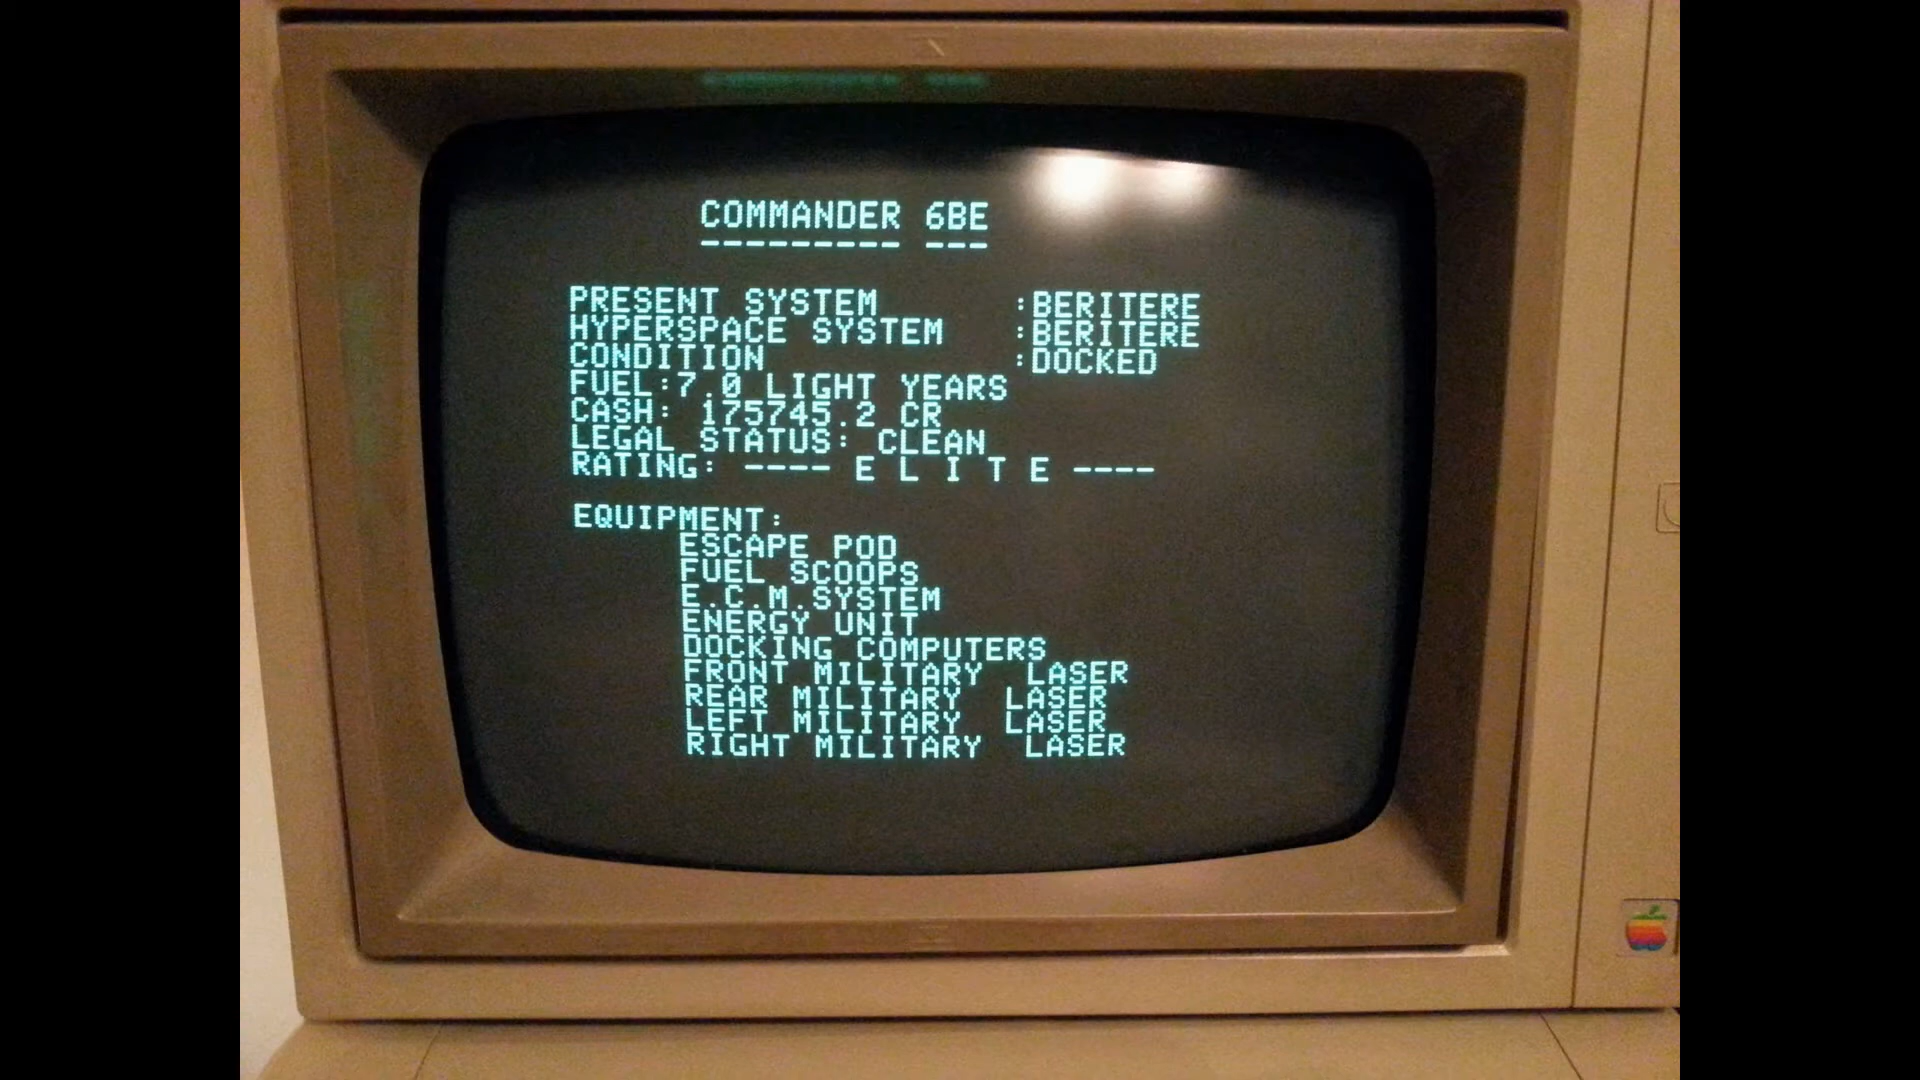 COMMANDER 6BE
--------- ---
PRESENT SYSTEM :BERITERE
HYPERSPACE SYSTEM :BERITERE
CONDITION :DOCKED
FUEL:7.0 LIGHT YEARS
CASH: 175745.2 CR
LEGAL STATUS: CLEAN
RATING: ---- E L I T E ----
EQUIPMENT:
ESCAPE POD
FUEL SCOOPS
E.C.M.SYSTEM
ENERGY UNIT
DOCKING COMPUTERS
FRONT MILITARY LASER
REAR MILITARY LASER
LEFT MILITARY LASER
RIGHT MILITARY LASER